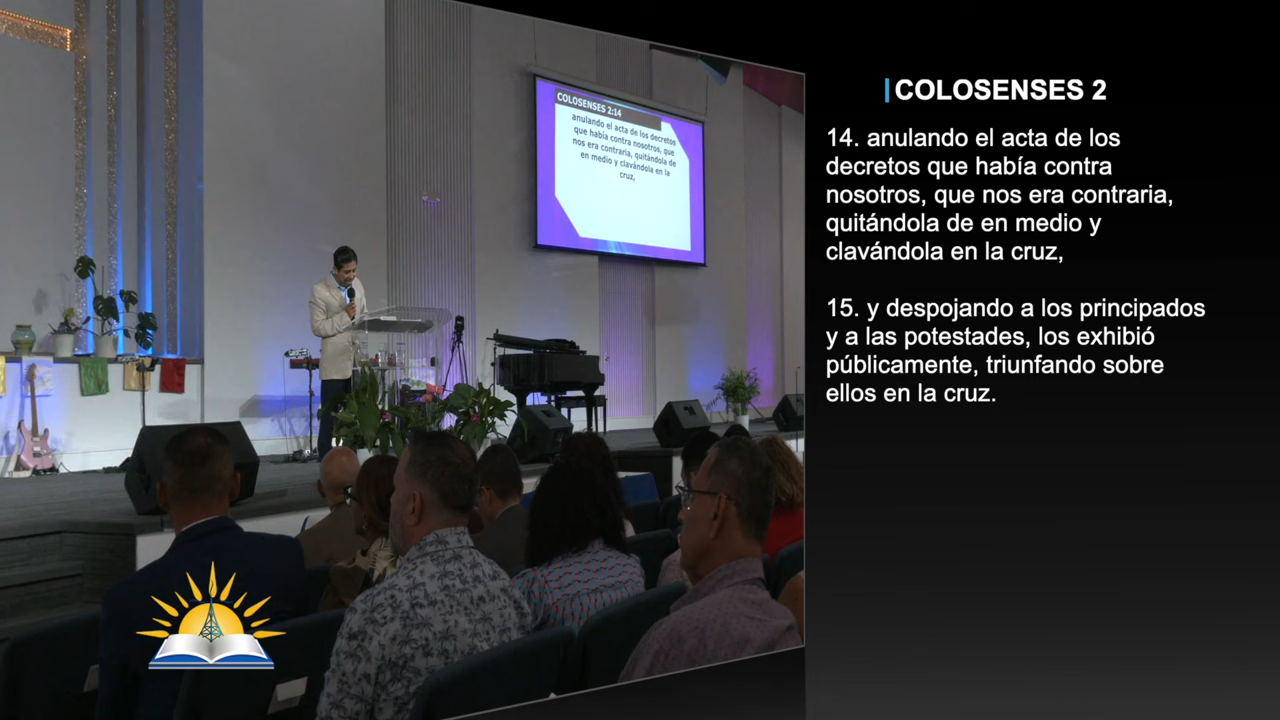 COLOSENSES 2:14
anulando el acta de los decretos
que había contra nosotros, que
nos era contraria, quitándola de
en medio y clavándola en la
cruz,
COLOSENSES 2
14. anulando el acta de los
decretos que había contra
nosotros, que nos era contraria,
quitándola de en medio y
clavándola en la cruz,
15. y despojando a los principados
y a las potestades, los exhibió
públicamente, triunfando sobre
ellos en la cruz.